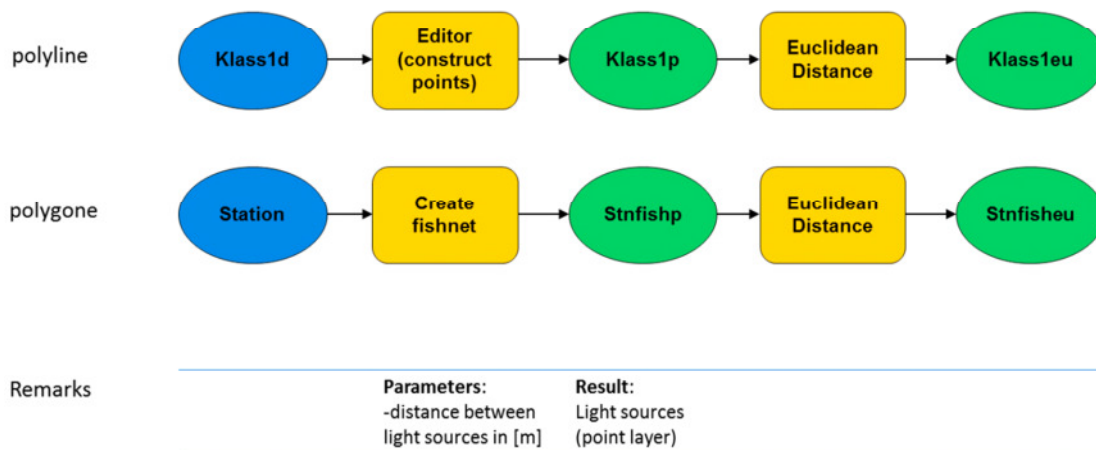 polyline
Klass1d
Editor
(construct
points)
Klass1p
Euclidean
Distance
Klass1eu
polygone
Station
Create
fishnet
Stnfishp
Euclidean
Distance
Stnfisheu
Remarks
Parameters:
-distance between
light sources in [m]
Result:
Light sources
(point layer)